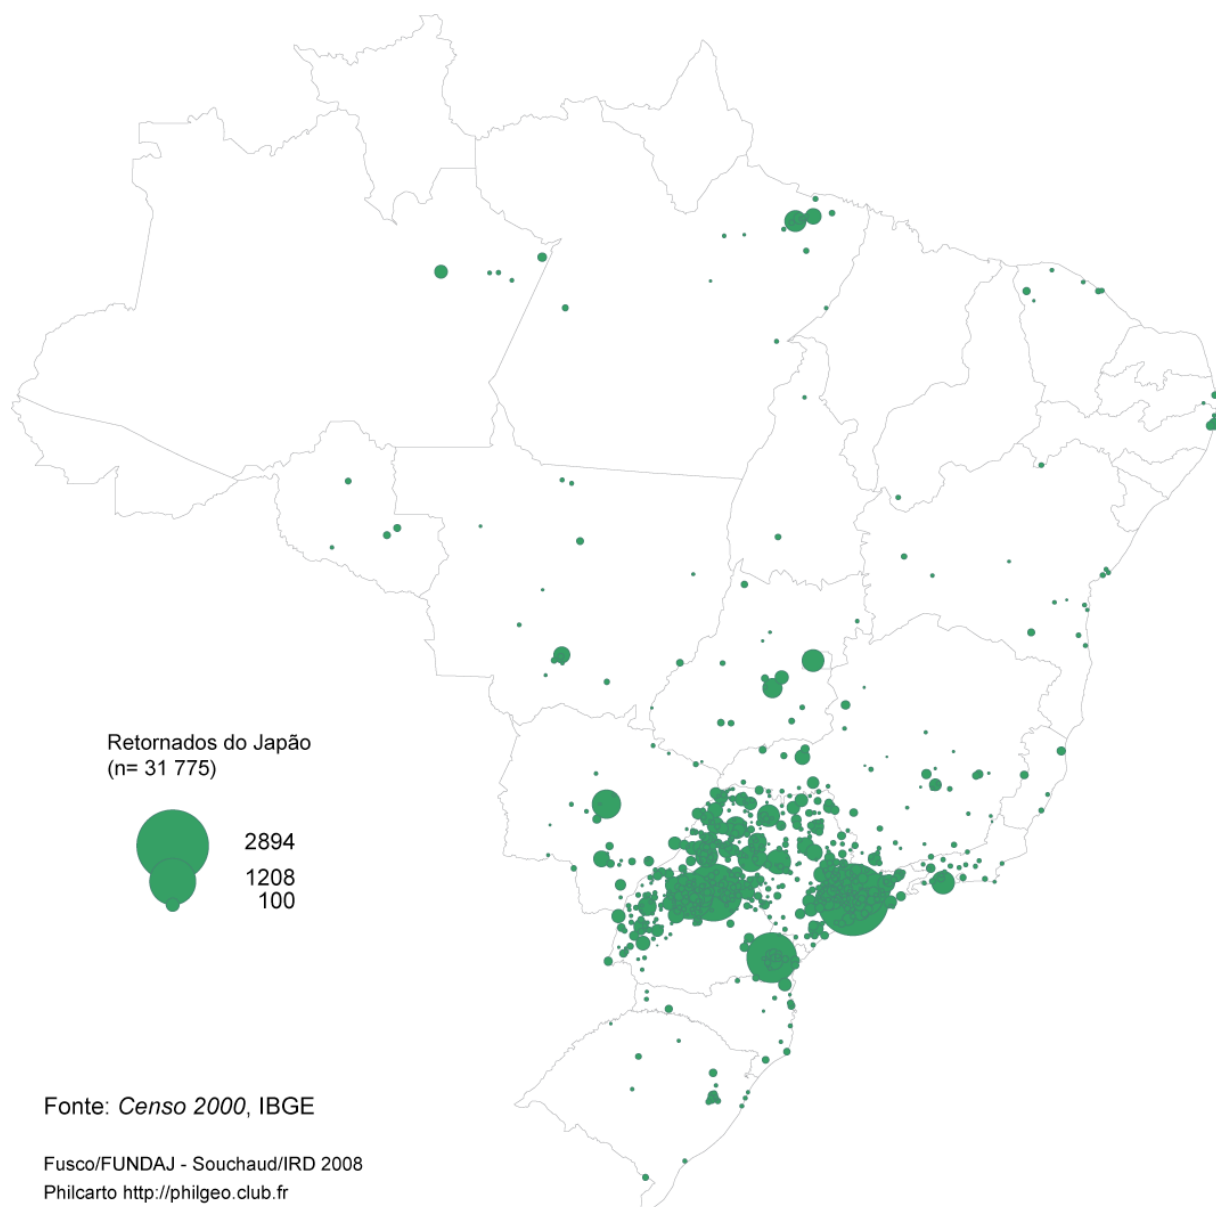 Retornados do Japão
(n= 31 775)
2894
1208
100
Fonte: Censo 2000, IBGE
Fusco/FUNDAJ - Souchaud/IRD 2008
Philcarto http://philgeo.club.fr